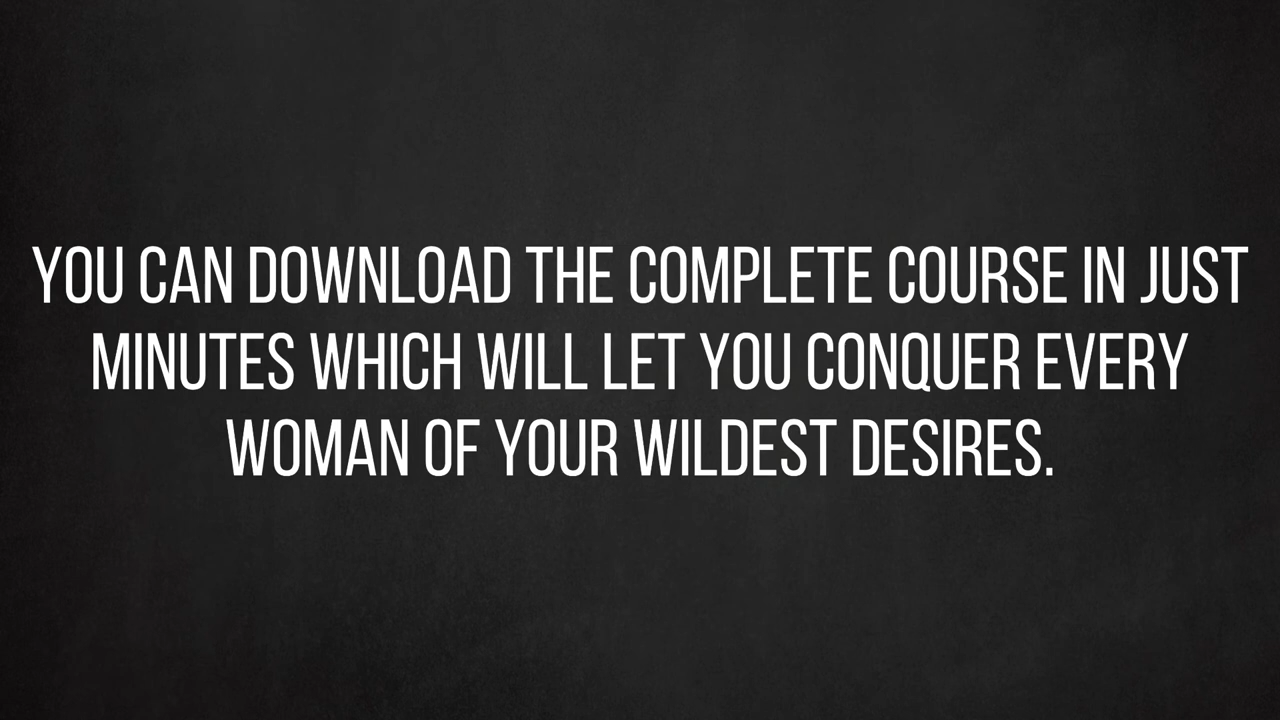 YOU CAN DOWNLOAD THE COMPLETE COURSE IN JUST
MINUTES WHICH WILL LET YOU CONQUER EVERY
WOMAN OF YOUR WILDEST DESIRES.